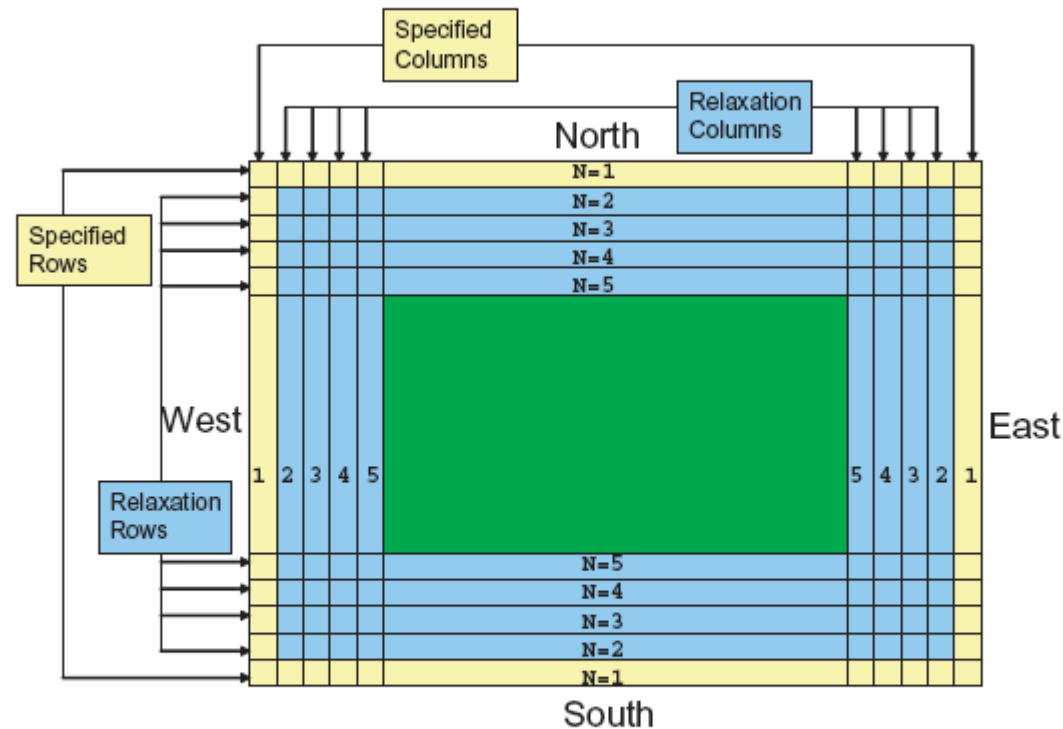 Specified
Columns
Relaxation
Columns
North
N=1
N=2
N=3
N=4
N=5
Specified
Rows
West
East
1 2 3 4 5 5 4 3 2 1
Relaxation
Rows
N=5
N=4
N=3
N=2
N=1
South